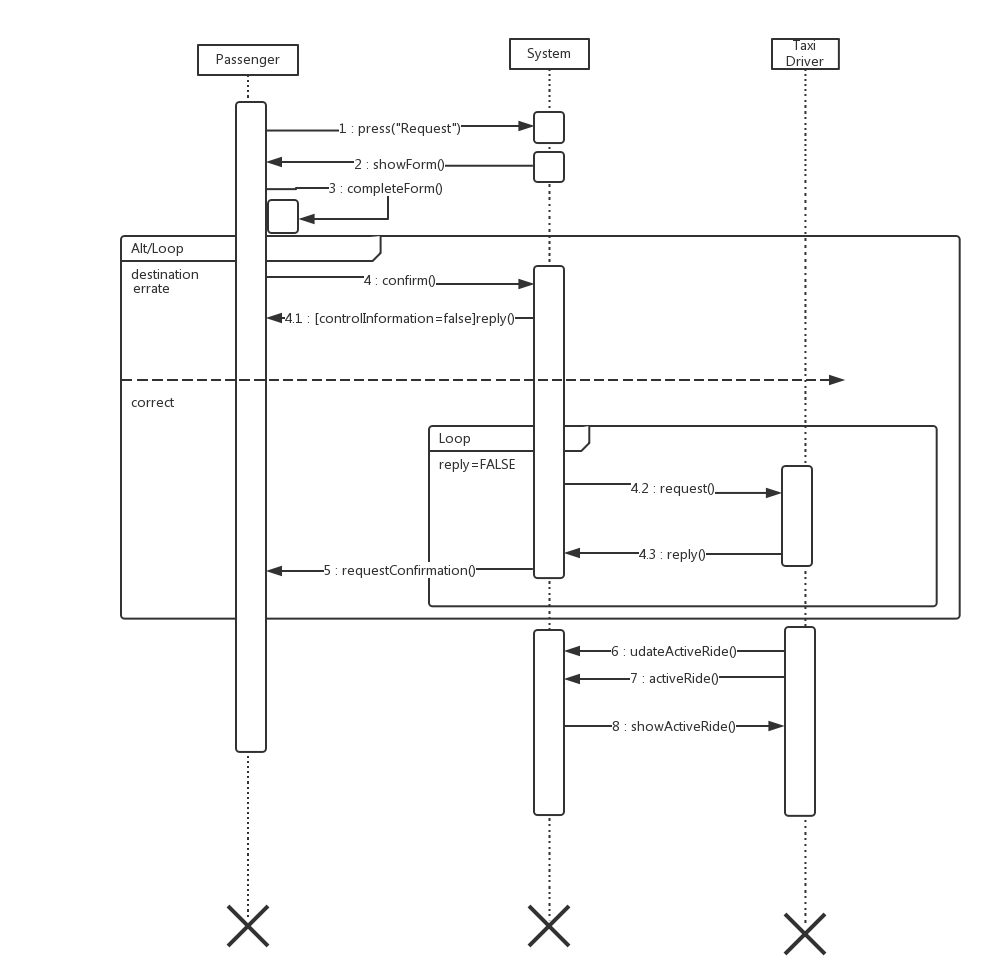 Passenger
System
Taxi
Driver
1 : press("Request")
2 : showForm()
3 : completeForm()
Alt/Loop
destination
errate
4 : confirm()
4.1 : [controlInformation=false]reply()
correct
Loop
reply=FALSE
4.2 : request()
4.3 : reply()
5 : requestConfirmation()
6 : udateActiveRide()
7 : activeRide()
8 : showActiveRide()